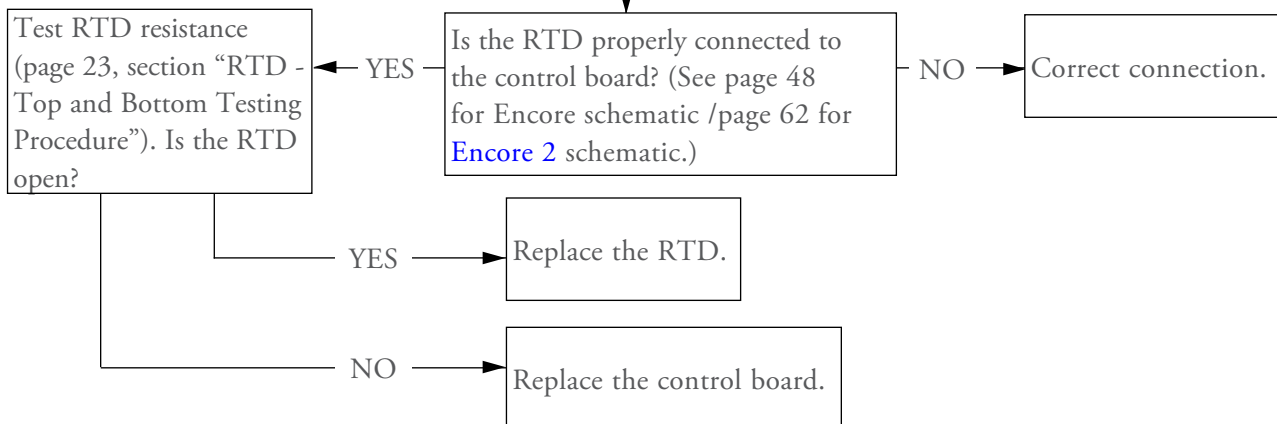 Test RTD resistance
(page 23, section “RTD -
Top and Bottom Testing
Procedure”). Is the RTD
open?
YES
Is the RTD properly connected to
the control board? (See page 48
for Encore schematic /page 62 for
Encore 2 schematic.)
NO
Correct connection.
YES
Replace the RTD.
NO
Replace the control board.